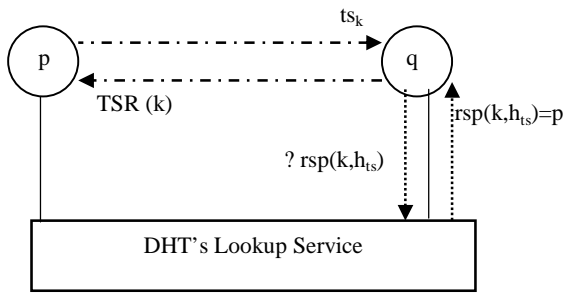 ts_k
p
q
TSR (k)
rsp(k,h_ts)=p
? rsp(k,h_ts)
DHT's Lookup Service